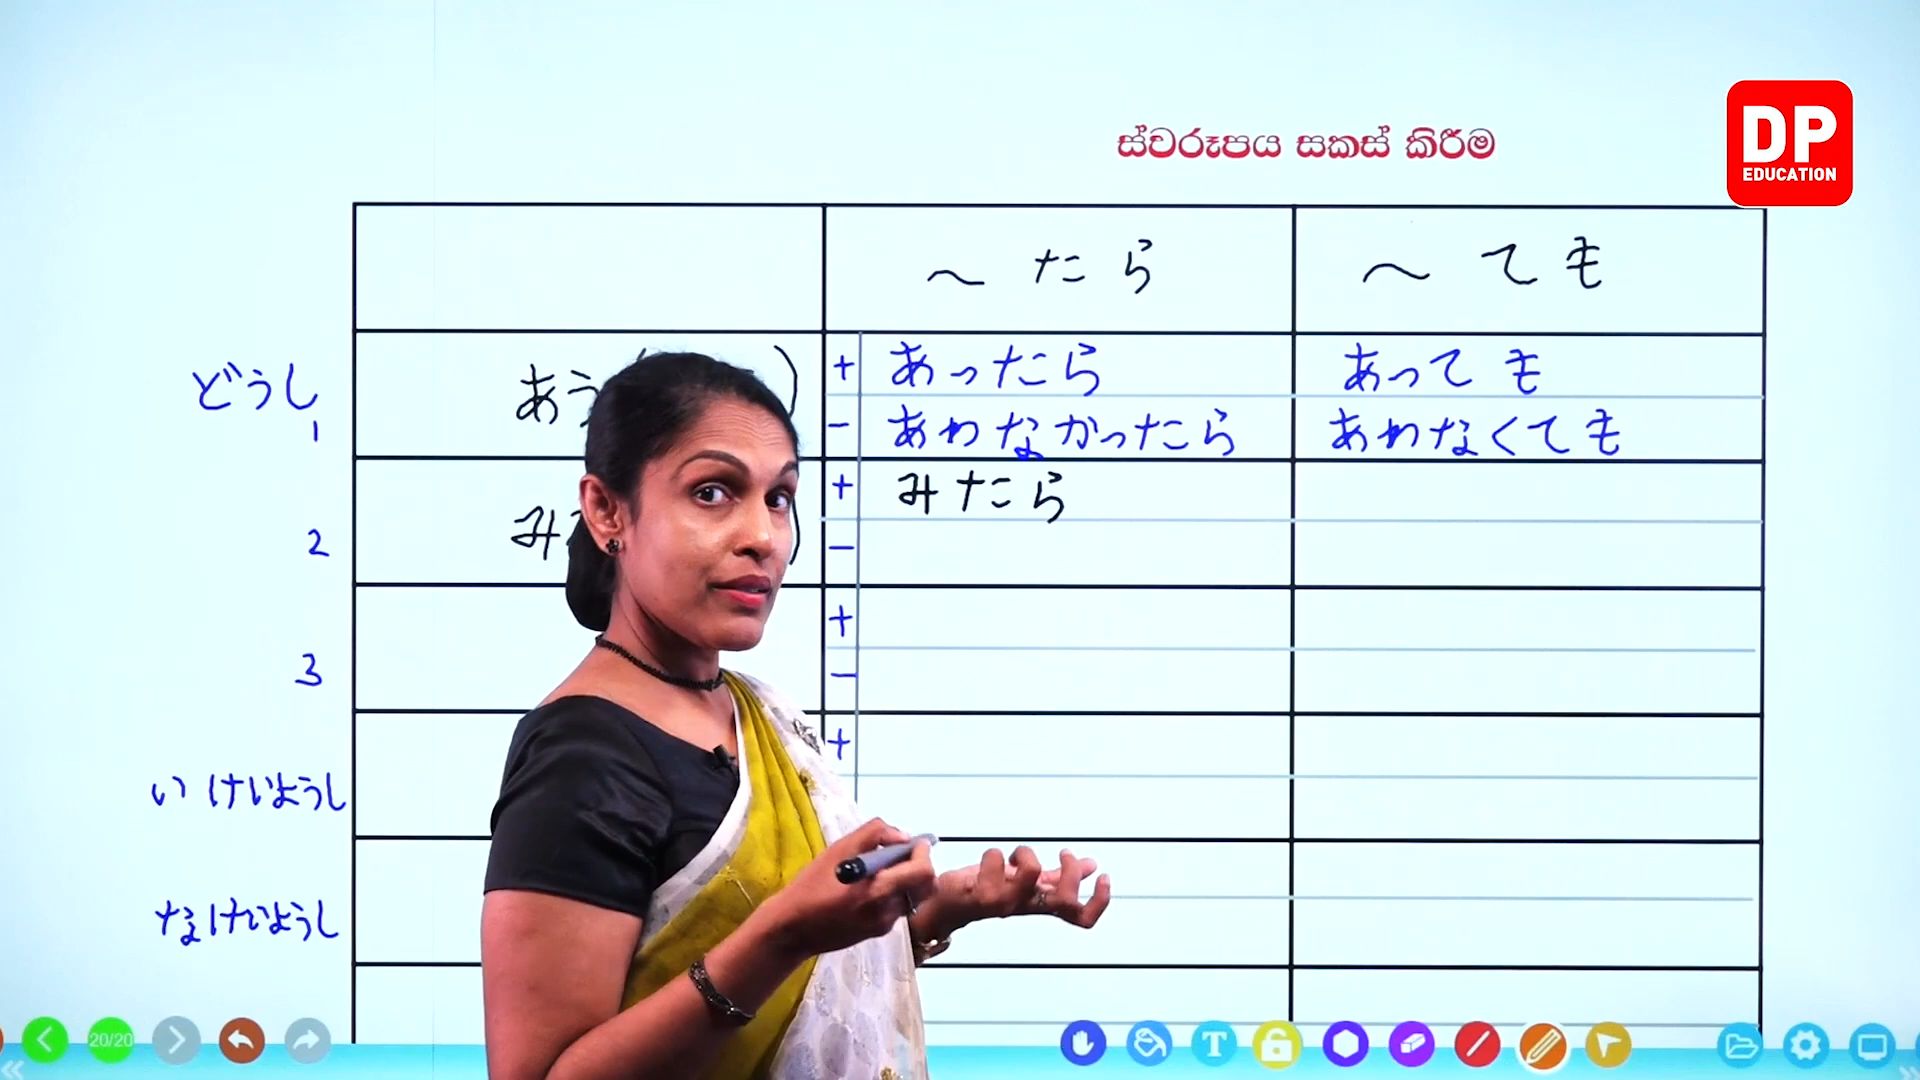 DP
EDUCATION
ස්වරූපය සකස් කිරීම
～たら ～ても
どうし あう + あったら あっても
1 - あわなかったら あわなくても
2 み + みたら
-
3 +
-
いけいようし +
なけいようし
20/20
T